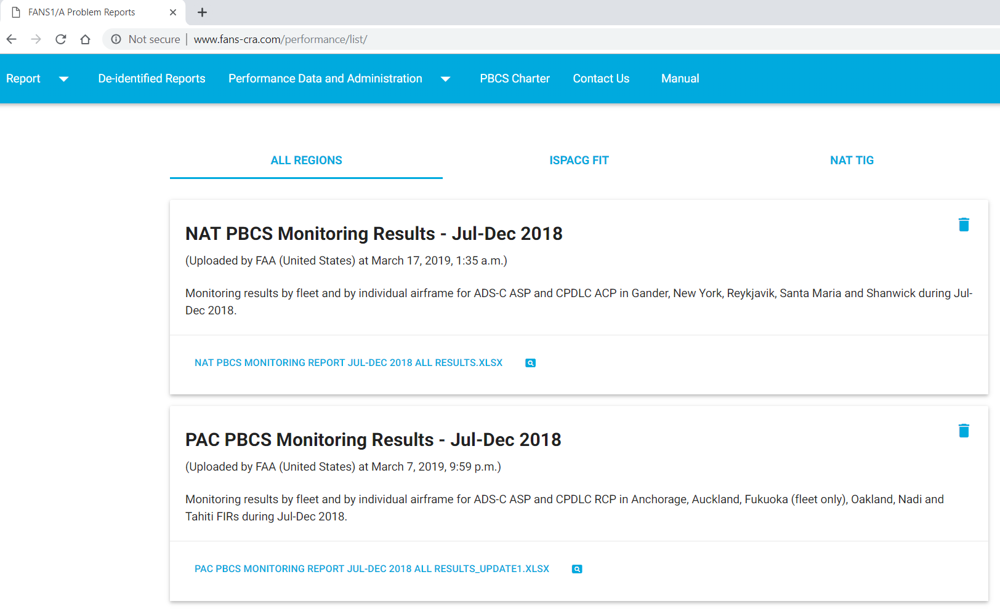 FANS1/A Problem Reports
Not secure | www.fans-cra.com/performance/list/
Report De-identified Reports Performance Data and Administration PBCS Charter Contact Us Manual
ALL REGIONS ISPACG FIT NAT TIG
NAT PBCS Monitoring Results - Jul-Dec 2018
(Uploaded by FAA (United States) at March 17, 2019, 1:35 a.m.)
Monitoring results by fleet and by individual airframe for ADS-C ASP and CPDLC ACP in Gander, New York, Reykjavik, Santa Maria and Shanwick during Jul-
Dec 2018.
NAT PBCS MONITORING REPORT JUL-DEC 2018 ALL RESULTS.XLSX
PAC PBCS Monitoring Results - Jul-Dec 2018
(Uploaded by FAA (United States) at March 7, 2019, 9:59 p.m.)
Monitoring results by fleet and by individual airframe for ADS-C ASP and CPDLC RCP in Anchorage, Auckland, Fukuoka (fleet only), Oakland, Nadi and
Tahiti FIRs during Jul-Dec 2018.
PAC PBCS MONITORING REPORT JUL-DEC 2018 ALL RESULTS_UPDATE1.XLSX